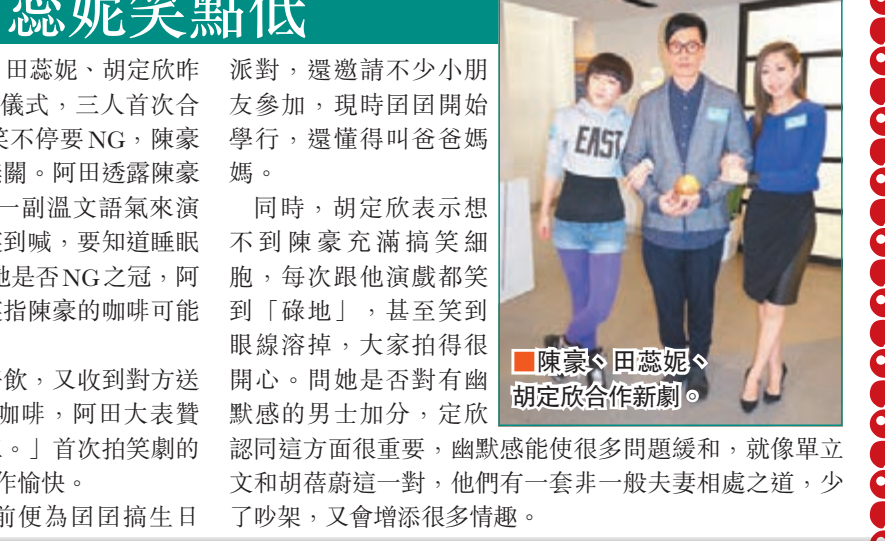 蕊妮笑點低
田蕊妮、胡定欣昨
儀式，三人首次合
笑不停要NG，陳豪
關。阿田透露陳豪
一副溫文語氣來演
到喊，要知道睡眠
她是否NG之冠，阿
指陳豪的咖啡可能
飲，又收到對方送
咖啡，阿田大表贊
。」首次拍笑劇的
作愉快。
前便為囝囝搞生日
派對，還邀請不少小朋
友參加，現時囝囝開始
學行，還懂得叫爸爸媽
媽。
同時，胡定欣表示想
不到陳豪充滿搞笑細
胞，每次跟他演戲都笑
到「碌地」，甚至笑到
眼線溶掉，大家拍得很
開心。問她是否對有幽
默感的男士加分，定欣
認同這方面很重要，幽默感能使很多問題緩和，就像單立
文和胡蓓蔚這一對，他們有一套非一般夫妻相處之道，少
了吵架，又會增添很多情趣。
EAST
■陳豪、田蕊妮、
胡定欣合作新劇。